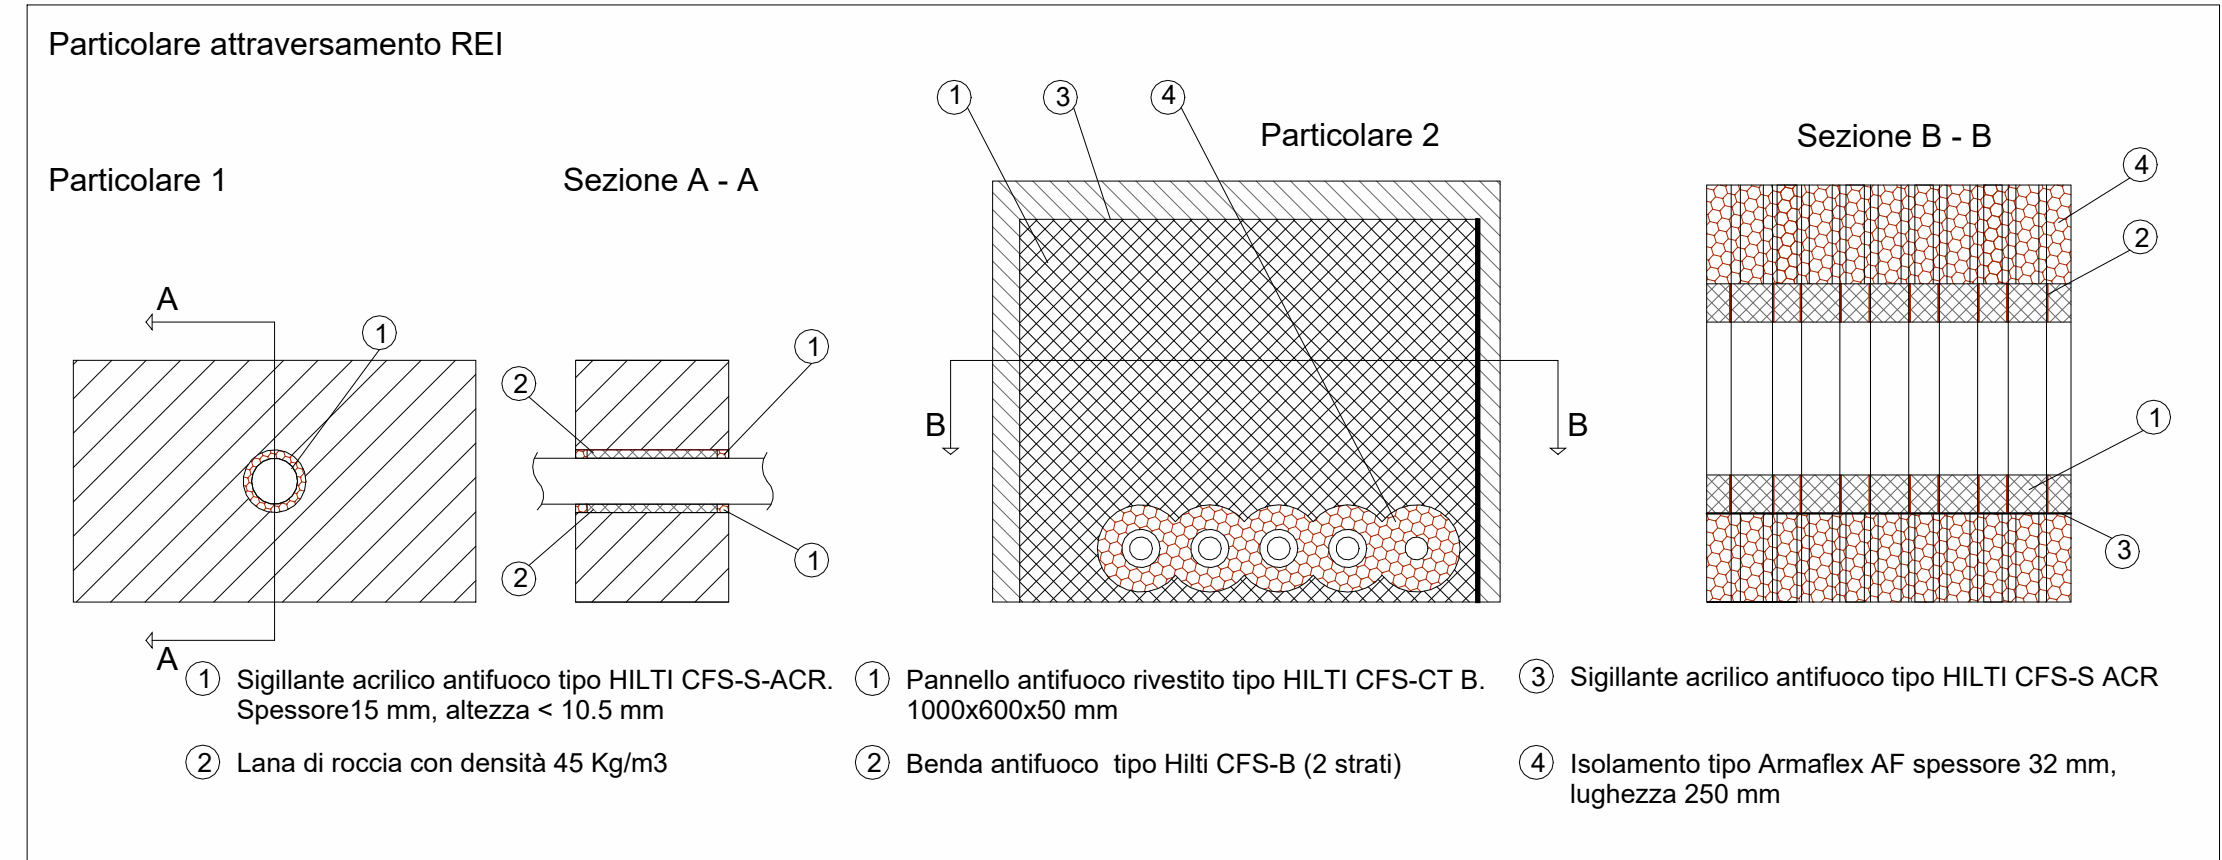 Particolare attraversamento REI
1
3
4
Particolare 2
Sezione B - B
4
Particolare 1
Sezione A - A
2
A
1
1
2
B
B
1
2
1
3
A
1 Sigillante acrilico antifuoco tipo HILTI CFS-S-ACR.
Spessore15 mm, altezza < 10.5 mm
2 Lana di roccia con densità 45 Kg/m3
1 Pannello antifuoco rivestito tipo HILTI CFS-CT B.
1000x600x50 mm
2 Benda antifuoco  tipo Hilti CFS-B (2 strati)
3 Sigillante acrilico antifuoco tipo HILTI CFS-S ACR
4 Isolamento tipo Armaflex AF spessore 32 mm,
lughezza 250 mm